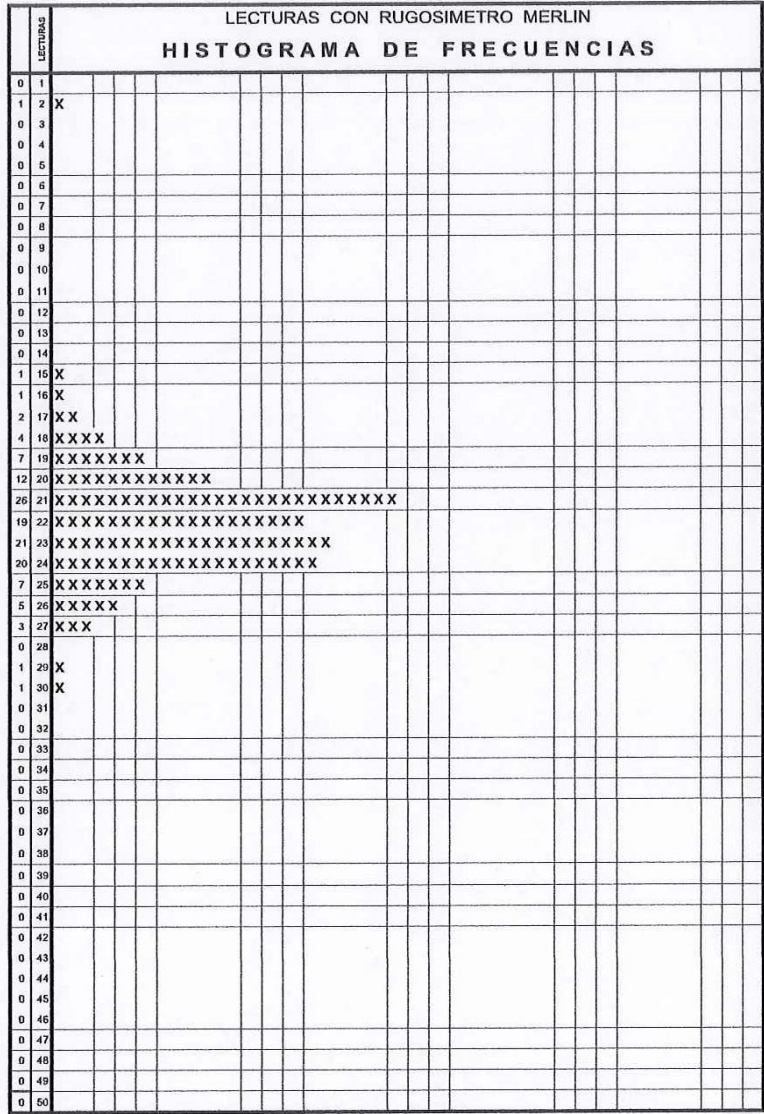 LECTURAS
LECTURAS CON RUGOSIMETRO MERLIN
HISTOGRAMA DE FRECUENCIAS
0 1
1 2 X
0 3
0 4
0 5
0 6
0 7
0 8
0 9
0 10
0 11
0 12
0 13
0 14
1 15 X
1 16 X
2 17 XX
4 18 XXXX
7 19 XXXXXXX
12 20 XXXXXXXXXXXX
26 21 XXXXXXXXXXXXXXXXXXXXXXXXXX
19 22 XXXXXXXXXXXXXXXXXXX
21 23 XXXXXXXXXXXXXXXXXXXXX
20 24 XXXXXXXXXXXXXXXXXXXX
7 25 XXXXXXX
5 26 XXXXX
3 27 XXX
0 28
1 29 X
1 30 X
0 31
0 32
0 33
0 34
0 35
0 36
0 37
0 38
0 39
0 40
0 41
0 42
0 43
0 44
0 45
0 46
0 47
0 48
0 49
0 50